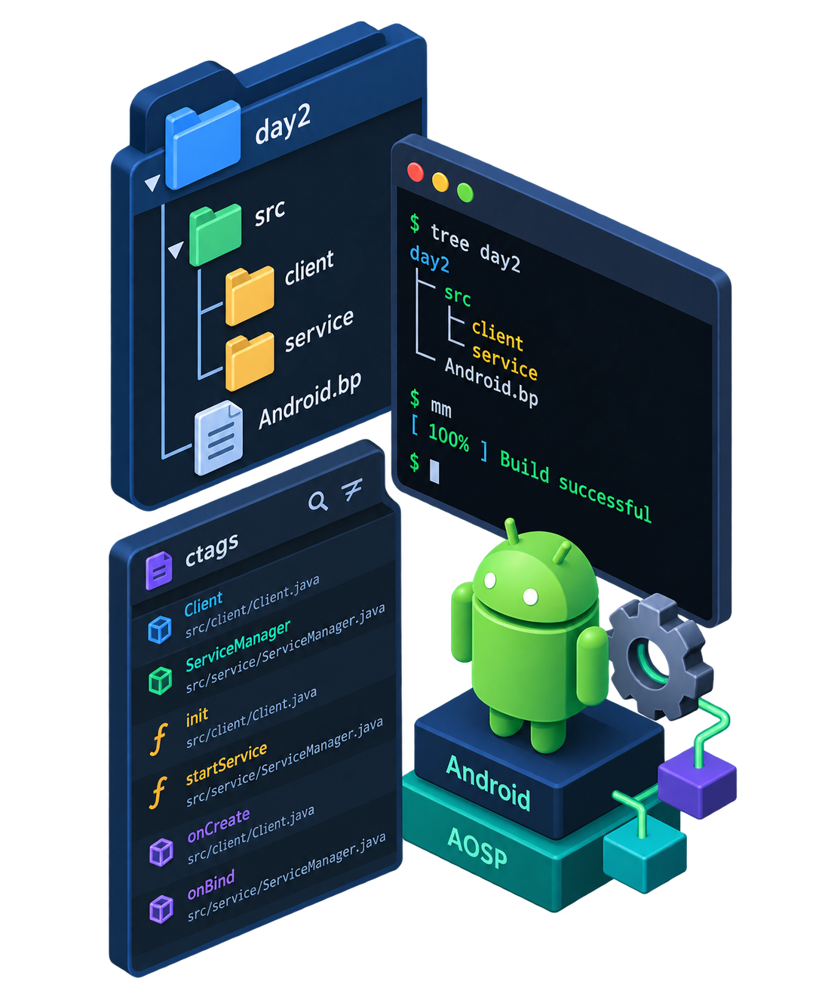 day2
src
client
service
Android.bp
$ tree day2
day2
src
client
service
Android.bp
$ mm
[ 100% ] Build successful
$
ctags
Client
src/Client/Client.java
ServiceManager
src/service/ServiceManager.java
init
src/client/Client.java
startService
src/service/ServiceManager.java
onCreate
src/client/Client.java
onBind
src/service/ServiceManager.java
Android
AOSP